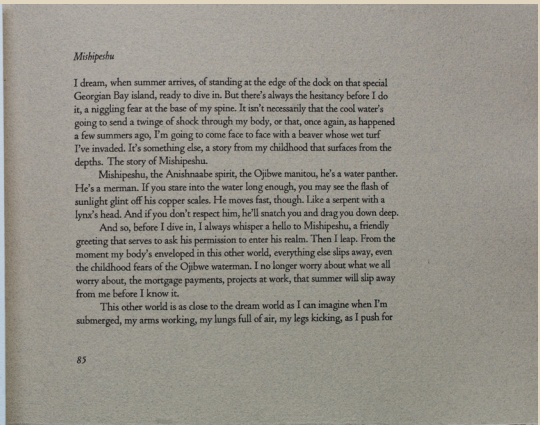 Mishipeshu
I dream, when summer arrives, of standing at the edge of the dock on that special
Georgian Bay island, ready to dive in. But there's always the hesitancy before I do
it, a niggling fear at the base of my spine. It isn't necessarily that the cool water's
going to send a twinge of shock through my body, or that, once again, as happened
a few summers ago, I'm going to come face to face with a beaver whose wet turf
I've invaded. It's something else, a story from my childhood that surfaces from the
depths. The story of Mishipeshu.
Mishipeshu, the Anishnaabe spirit, the Ojibwe manitou, he's a water panther.
He's a merman. If you stare into the water long enough, you may see the flash of
sunlight glint off his copper scales. He moves fast, though. Like a serpent with a
lynx's head. And if you don't respect him, he'll snatch you and drag you down deep.
And so, before I dive in, I always whisper a hello to Mishipeshu, a friendly
greeting that serves to ask his permission to enter his realm. Then I leap. From the
moment my body's enveloped in this other world, everything else slips away, even
the childhood fears of the Ojibwe waterman. I no longer worry about what we all
worry about, the mortgage payments, projects at work, that summer will slip away
from me before I know it.
This other world is as close to the dream world as I can imagine when I'm
submerged, my arms working, my lungs full of air, my legs kicking, as I push for
85